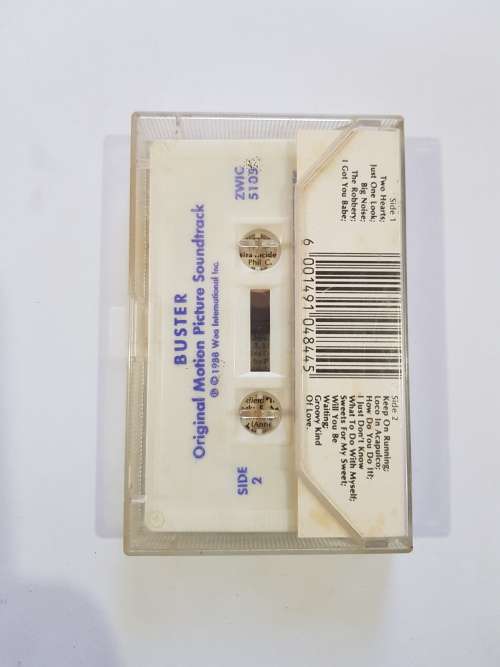 BUSTER
Original Motion Picture Soundtrack
℗ © 1988 Wea International Inc.
SIDE
2
ZWIC
Phil C.
Side 1
Two Hearts;
Just One Look;
Big Noise;
The Robbery;
I Got You Babe;
6 001491 048445
Side 2
Keep On Running;
Loco In Acapulco;
How Do You Do It?;
I Just Don't Know
What To Do With Myself;
Sweets For My Sweet;
Will You Be
Waiting;
Groovy Kind
Of Love.